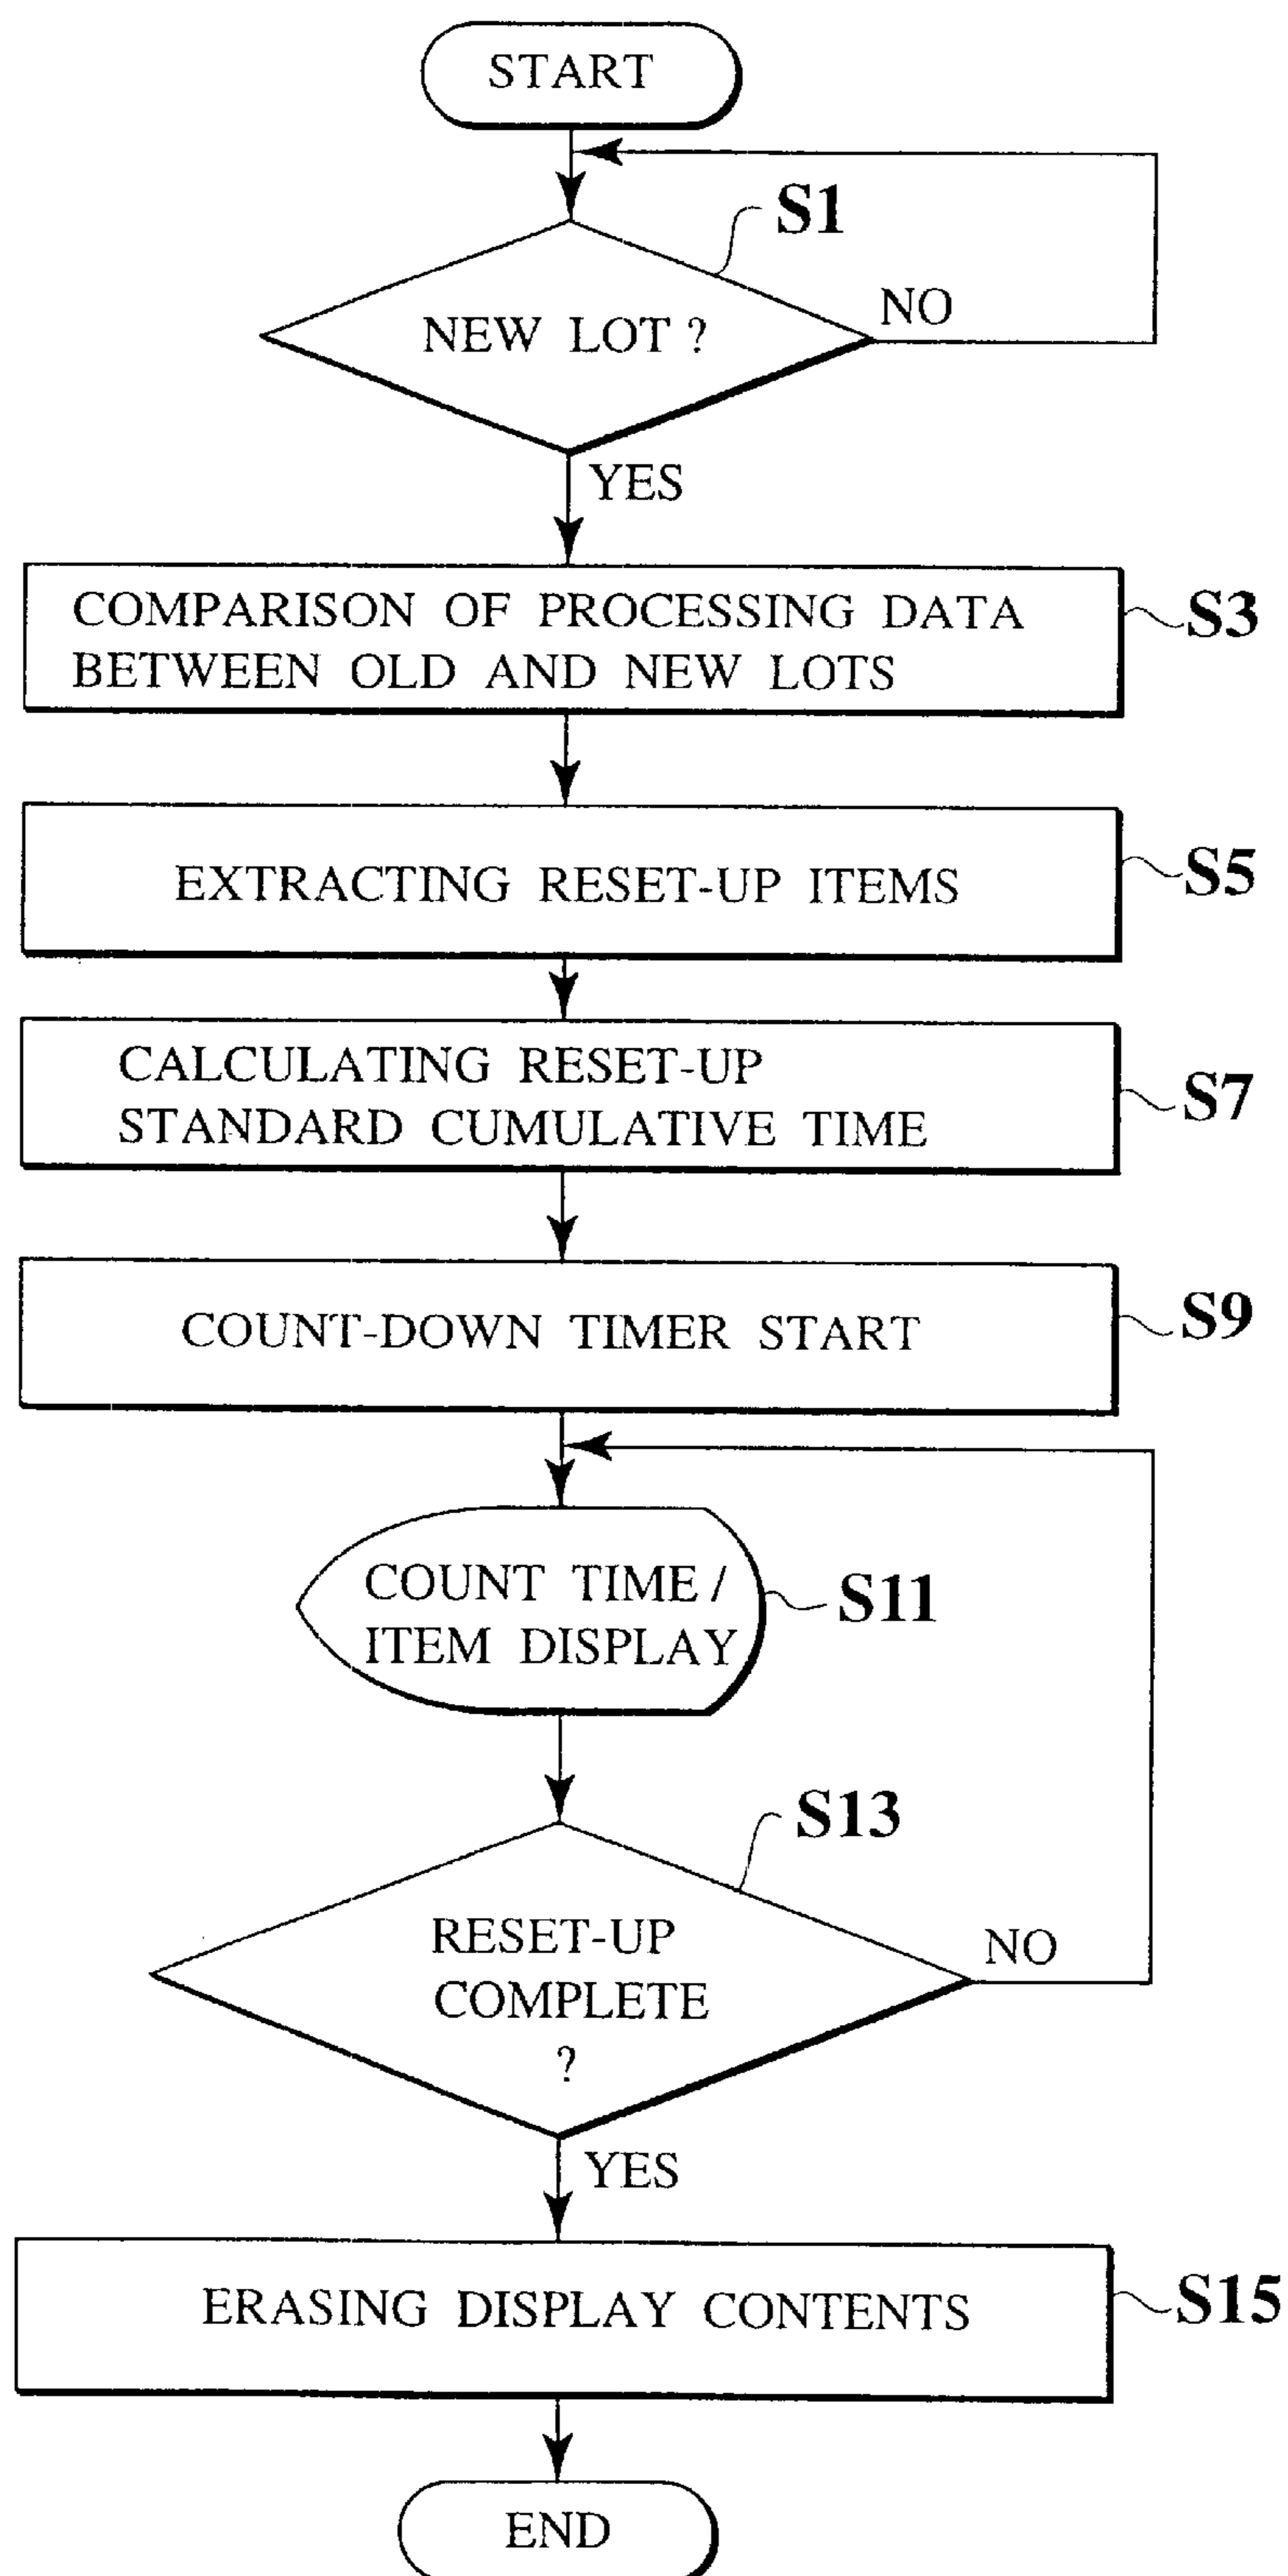 START
S1
NEW LOT ?
NO
YES
COMPARISON OF PROCESSING DATA
BETWEEN OLD AND NEW LOTS
S3
EXTRACTING RESET-UP ITEMS
S5
CALCULATING RESET-UP
STANDARD CUMULATIVE TIME
S7
COUNT-DOWN TIMER START
S9
COUNT TIME /
ITEM DISPLAY
S11
S13
RESET-UP
COMPLETE
?
NO
YES
ERASING DISPLAY CONTENTS
S15
END